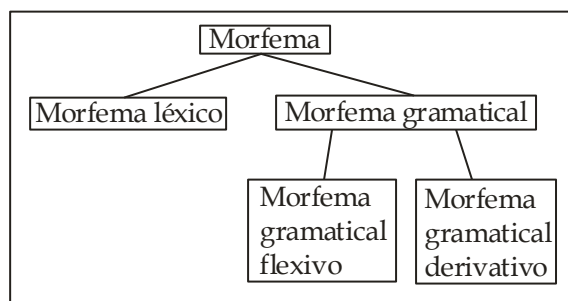 Morfema
Morfema léxico
Morfema gramatical
Morfema
gramatical
flexivo
Morfema
gramatical
derivativo